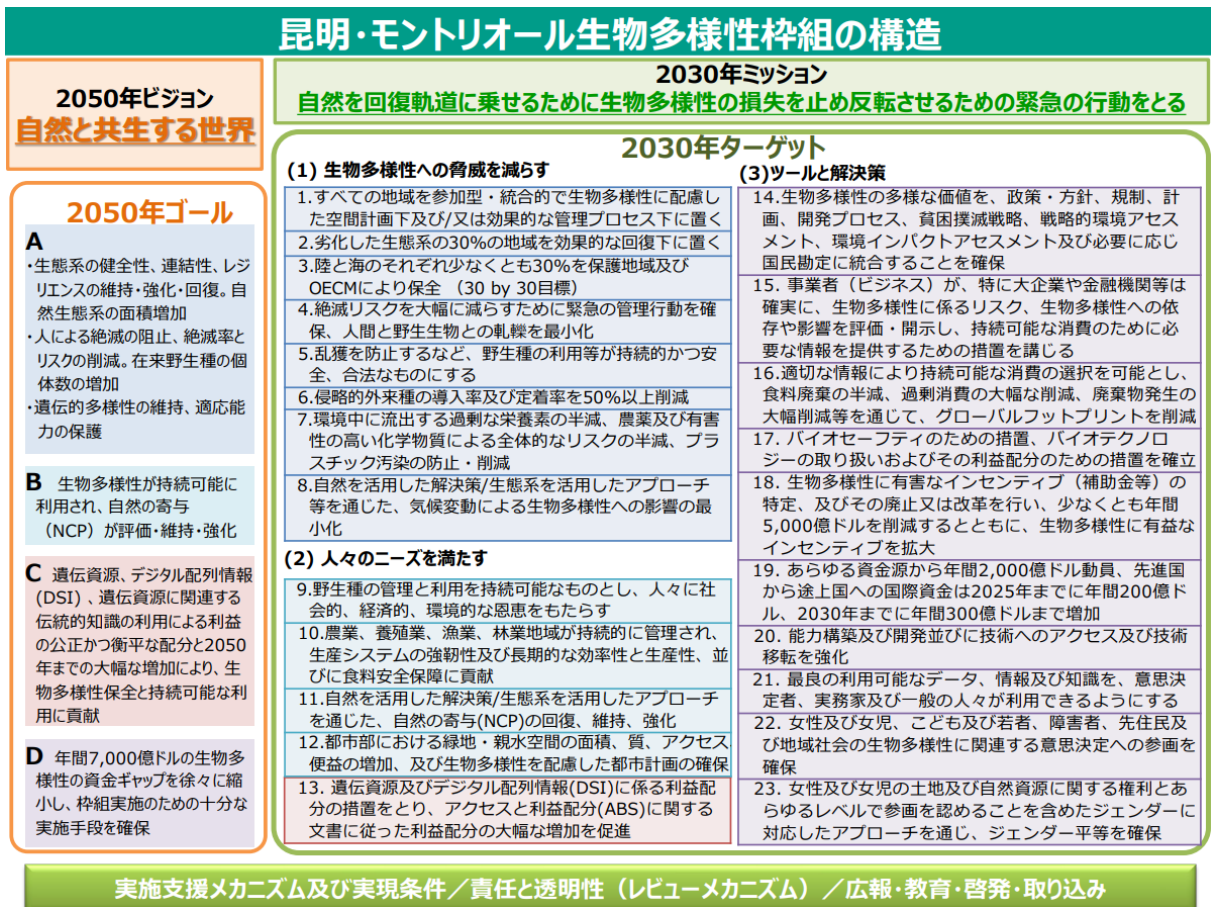 昆明・モントリオール生物多様性枠組の構造
2050年ビジョン
自然と共生する世界
2030年ミッション
自然を回復軌道に乗せるために生物多様性の損失を止め反転させるための緊急の行動をとる
2050年ゴール
A
・生態系の健全性、連結性、レジ
リエンスの維持・強化・回復。自
然生態系の面積増加
・人による絶滅の阻止、絶滅率と
リスクの削減。在来野生種の個
体数の増加
・遺伝的多様性の維持、適応能
力の保護
B 生物多様性が持続可能に
利用され、自然の寄与
（NCP）が評価・維持・強化
C 遺伝資源、デジタル配列情報
(DSI) 、遺伝資源に関連する
伝統的知識の利用による利益
の公正かつ衡平な配分と2050
年までの大幅な増加により、生
物多様性保全と持続可能な利
用に貢献
D 年間7,000億ドルの生物多
様性の資金ギャップを徐々に縮
小し、枠組実施のための十分な
実施手段を確保
2030年ターゲット
(1) 生物多様性への脅威を減らす
1.すべての地域を参加型・統合的で生物多様性に配慮し
た空間計画下及び/又は効果的な管理プロセス下に置く
2.劣化した生態系の30%の地域を効果的な回復下に置く
3.陸と海のそれぞれ少なくとも30%を保護地域及び
OECMにより保全 （30 by 30目標）
4.絶滅リスクを大幅に減らすために緊急の管理行動を確
保、人間と野生生物との軋轢を最小化
5.乱獲を防止するなど、野生種の利用等が持続的かつ安
全、合法なものにする
6.侵略的外来種の導入率及び定着率を50%以上削減
7.環境中に流出する過剰な栄養素の半減、農薬及び有害
性の高い化学物質による全体的なリスクの半減、プラ
スチック汚染の防止・削減
8.自然を活用した解決策/生態系を活用したアプローチ
等を通じた、気候変動による生物多様性への影響の最
小化
(2) 人々のニーズを満たす
9.野生種の管理と利用を持続可能なものとし、人々に社
会的、経済的、環境的な恩恵をもたらす
10.農業、養殖業、漁業、林業地域が持続的に管理され、
生産システムの強靭性及び長期的な効率性と生産性、並
びに食料安全保障に貢献
11.自然を活用した解決策/生態系を活用したアプローチ
を通じた、自然の寄与(NCP)の回復、維持、強化
12.都市部における緑地・親水空間の面積、質、アクセス、
便益の増加、及び生物多様性を配慮した都市計画の確保
13. 遺伝資源及びデジタル配列情報(DSI)に係る利益配
分の措置をとり、アクセスと利益配分(ABS)に関する
文書に従った利益配分の大幅な増加を促進
(3)ツールと解決策
14.生物多様性の多様な価値を、政策・方針、規制、計
画、開発プロセス、貧困撲滅戦略、戦略的環境アセス
メント、環境インパクトアセスメント及び必要に応じ
国民勘定に統合することを確保
15. 事業者（ビジネス）が、特に大企業や金融機関等は
確実に、生物多様性に係るリスク、生物多様性への依
存や影響を評価・開示し、持続可能な消費のために必
要な情報を提供するための措置を講じる
16.適切な情報により持続可能な消費の選択を可能とし、
食料廃棄の半減、過剰消費の大幅な削減、廃棄物発生の
大幅削減等を通じて、グローバルフットプリントを削減
17. バイオセーフティのための措置、バイオテクノロ
ジーの取り扱いおよびその利益配分のための措置を確立
18. 生物多様性に有害なインセンティブ（補助金等）の
特定、及びその廃止又は改革を行い、少なくとも年間
5,000億ドルを削減するとともに、生物多様性に有益な
インセンティブを拡大
19. あらゆる資金源から年間2,000億ドル動員、先進国
から途上国への国際資金は2025年までに年間200億ド
ル、2030年までに年間300億ドルまで増加
20. 能力構築及び開発並びに技術へのアクセス及び技術
移転を強化
21. 最良の利用可能なデータ、情報及び知識を、意思決
定者、実務家及び一般の人々が利用できるようにする
22. 女性及び女児、こども及び若者、障害者、先住民及
び地域社会の生物多様性に関連する意思決定への参画を
確保
23. 女性及び女児の土地及び自然資源に関する権利とあ
らゆるレベルで参画を認めることを含めたジェンダーに
対応したアプローチを通じ、ジェンダー平等を確保
実施支援メカニズム及び実現条件／責任と透明性（レビューメカニズム）／広報・教育・啓発・取り込み